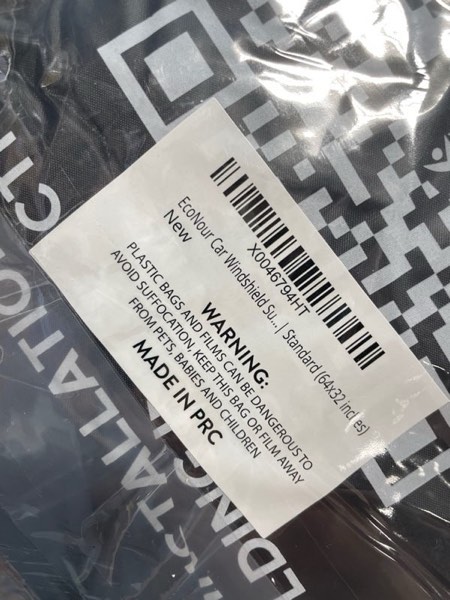 X0046794HT
EcoNour Car Windshield Su... | Standard (64x32 inches)
New
WARNING:
PLASTIC BAGS AND FILMS CAN BE DANGEROUS TO
AVOID SUFFOCATION, KEEP THIS BAG OR FILM AWAY
FROM PETS, BABIES AND CHILDREN
MADE IN PRC